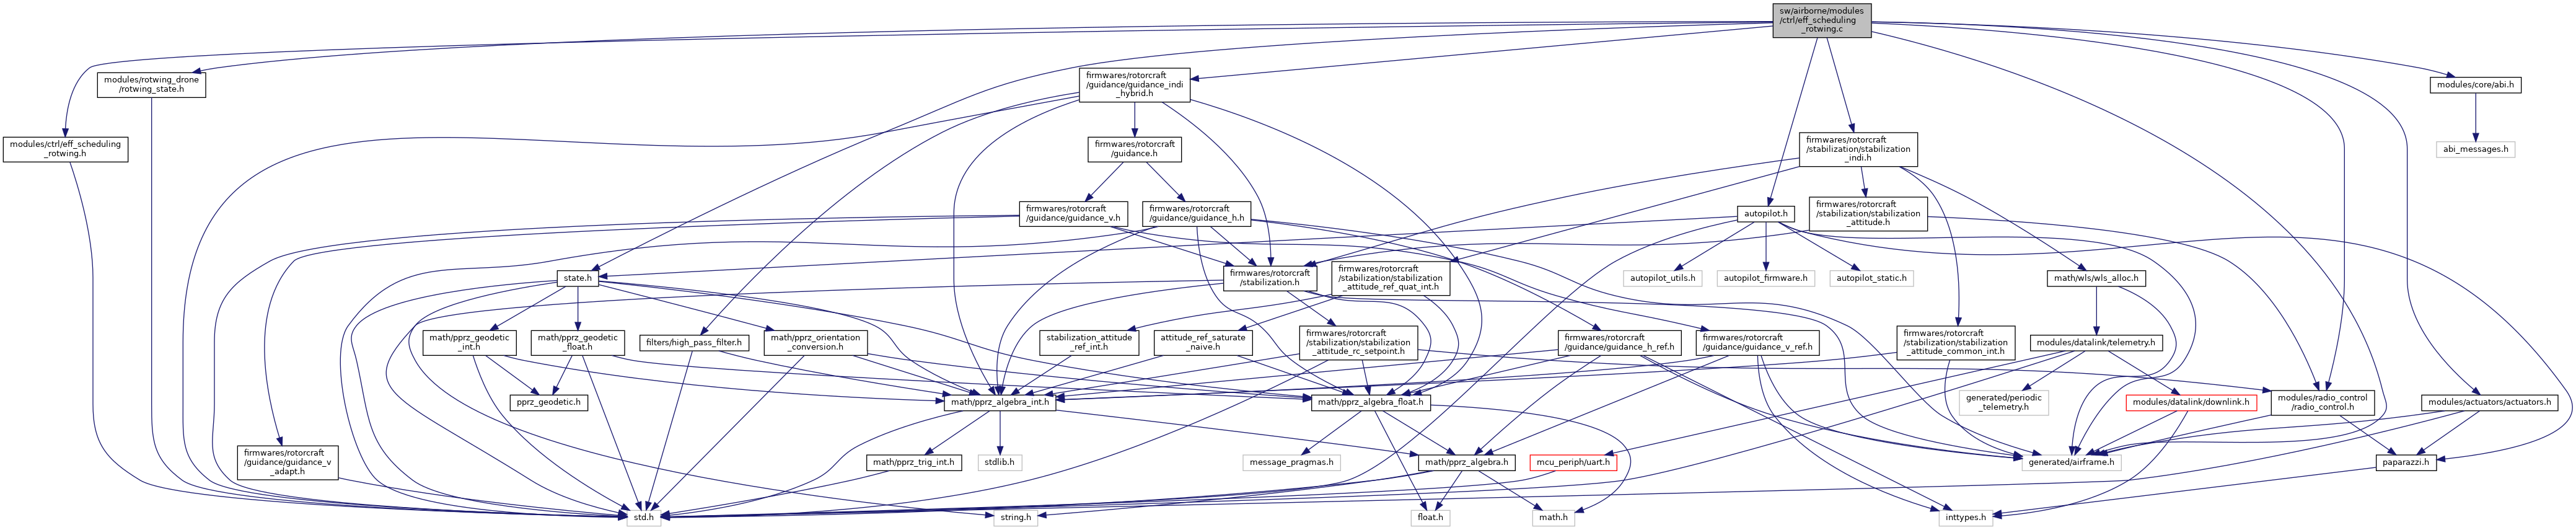 sw/airborne/modules
/ctrl/eff_scheduling
_rotwing.c
modules/rotwing_drone
/rotwing_state.h
firmwares/rotorcraft
/guidance/guidance_indi
_hybrid.h
modules/core/abi.h
modules/ctrl/eff_scheduling
_rotwing.h
firmwares/rotorcraft
/guidance.h
firmwares/rotorcraft
/stabilization/stabilization
_indi.h
abi_messages.h
firmwares/rotorcraft
/guidance/guidance_v.h
firmwares/rotorcraft
/guidance/guidance_h.h
autopilot.h
firmwares/rotorcraft
/stabilization/stabilization
_attitude.h
state.h
firmwares/rotorcraft
/stabilization.h
firmwares/rotorcraft
/stabilization/stabilization
_attitude_ref_quat_int.h
autopilot_utils.h
autopilot_firmware.h
autopilot_static.h
math/wls/wls_alloc.h
math/pprz_geodetic
_int.h
math/pprz_geodetic
_float.h
filters/high_pass_filter.h
math/pprz_orientation
_conversion.h
stabilization_attitude
_ref_int.h
attitude_ref_saturate
_naive.h
firmwares/rotorcraft
/stabilization/stabilization
_attitude_rc_setpoint.h
firmwares/rotorcraft
/guidance/guidance_h_ref.h
firmwares/rotorcraft
/guidance/guidance_v_ref.h
firmwares/rotorcraft
/stabilization/stabilization
_attitude_common_int.h
modules/datalink/telemetry.h
pprz_geodetic.h
math/pprz_algebra_int.h
math/pprz_algebra_float.h
generated/periodic
_telemetry.h
modules/datalink/downlink.h
modules/radio_control
/radio_control.h
modules/actuators/actuators.h
firmwares/rotorcraft
/guidance/guidance_v
_adapt.h
math/pprz_trig_int.h
stdlib.h
message_pragmas.h
math/pprz_algebra.h
mcu_periph/uart.h
generated/airframe.h
paparazzi.h
std.h
string.h
float.h
math.h
inttypes.h